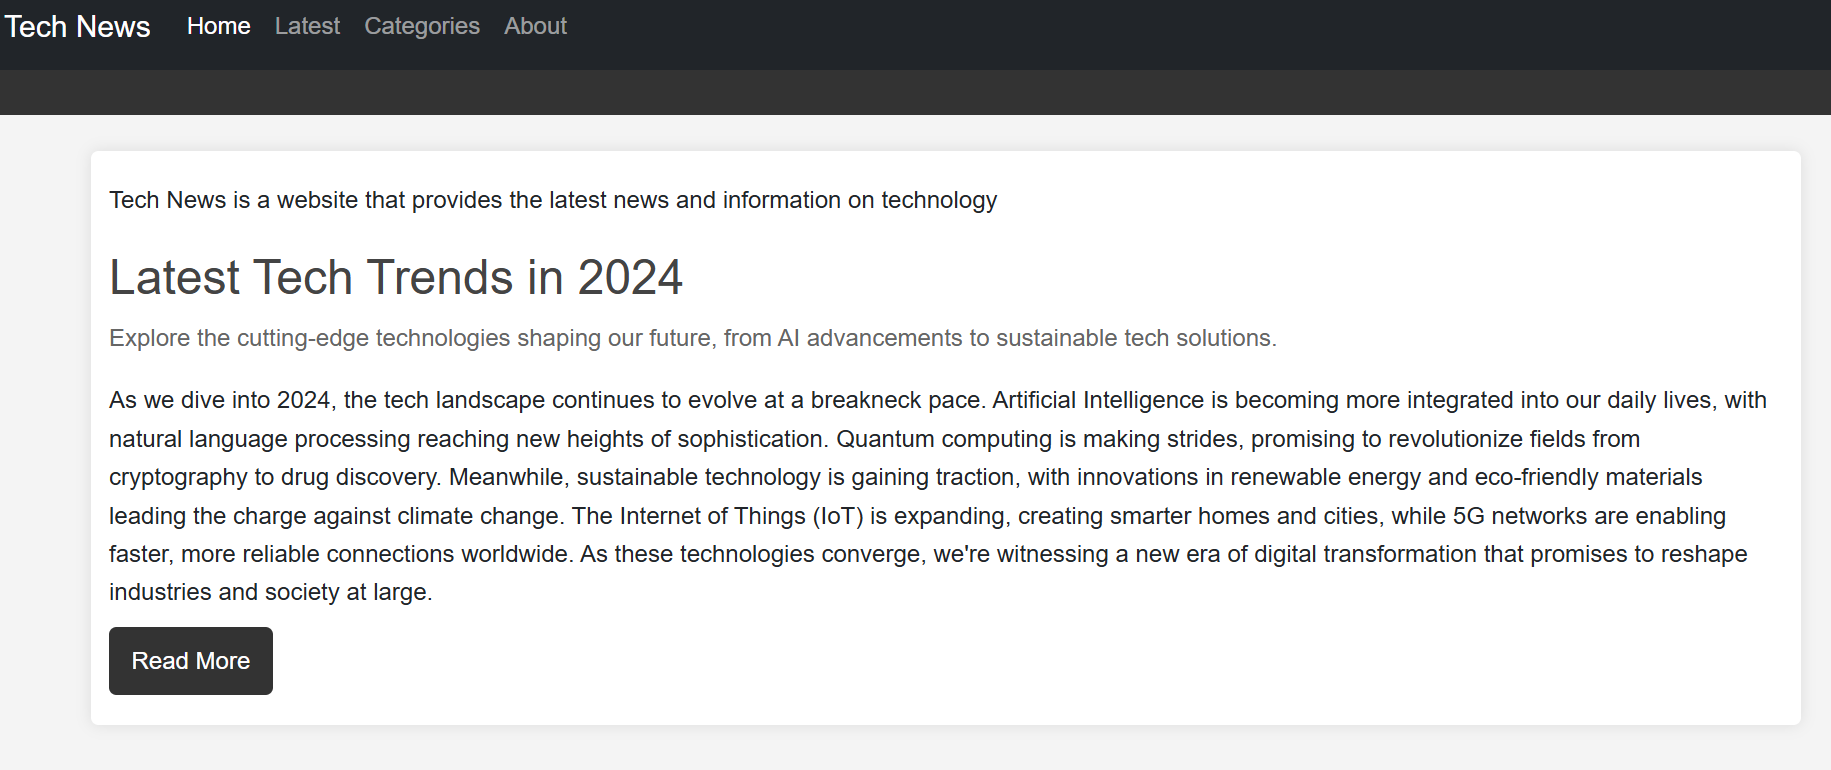 Tech News Home Latest Categories About
Tech News is a website that provides the latest news and information on technology
Latest Tech Trends in 2024
Explore the cutting-edge technologies shaping our future, from AI advancements to sustainable tech solutions.
As we dive into 2024, the tech landscape continues to evolve at a breakneck pace. Artificial Intelligence is becoming more integrated into our daily lives, with
natural language processing reaching new heights of sophistication. Quantum computing is making strides, promising to revolutionize fields from
cryptography to drug discovery. Meanwhile, sustainable technology is gaining traction, with innovations in renewable energy and eco-friendly materials
leading the charge against climate change. The Internet of Things (IoT) is expanding, creating smarter homes and cities, while 5G networks are enabling
faster, more reliable connections worldwide. As these technologies converge, we're witnessing a new era of digital transformation that promises to reshape
industries and society at large.
Read More